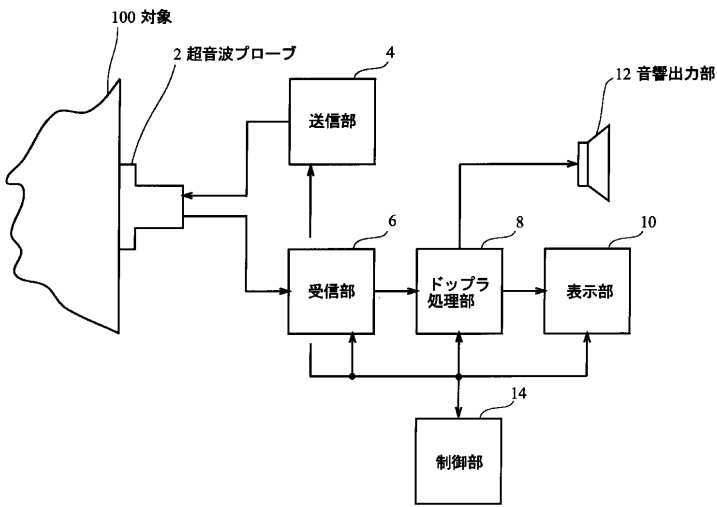 100 対象
2 超音波プローブ
4
送信部
12 音響出力部
6
受信部
8
ドップラ
処理部
10
表示部
14
制御部